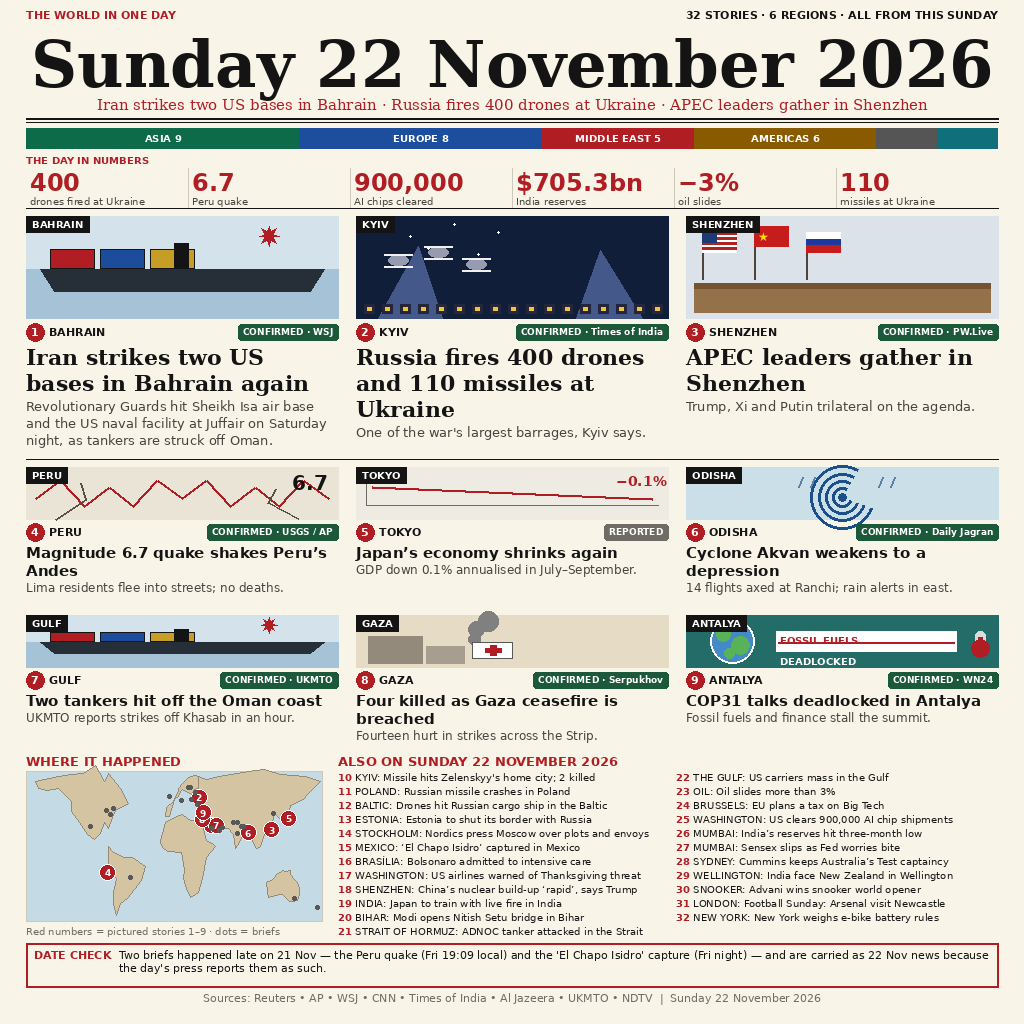 THE WORLD IN ONE DAY
32 STORIES · 6 REGIONS · ALL FROM THIS SUNDAY
Sunday 22 November 2026
Iran strikes two US bases in Bahrain · Russia fires 400 drones at Ukraine · APEC leaders gather in Shenzhen
ASIA 9
EUROPE 8
MIDDLE EAST 5
AMERICAS 6
THE DAY IN NUMBERS
400
drones fired at Ukraine
6.7
Peru quake
900,000
AI chips cleared
$705.3bn
India reserves
−3%
oil slides
110
missiles at Ukraine
BAHRAIN
1 BAHRAIN
CONFIRMED · WSJ
Iran strikes two US
bases in Bahrain again
Revolutionary Guards hit Sheikh Isa air base
and the US naval facility at Juffair on Saturday
night, as tankers are struck off Oman.
KYIV
2 KYIV
CONFIRMED · Times of India
Russia fires 400 drones
and 110 missiles at
Ukraine
One of the war's largest barrages, Kyiv says.
SHENZHEN
3 SHENZHEN
CONFIRMED · PW.Live
APEC leaders gather in
Shenzhen
Trump, Xi and Putin trilateral on the agenda.
PERU
6.7
4 PERU
CONFIRMED · USGS / AP
Magnitude 6.7 quake shakes Peru’s
Andes
Lima residents flee into streets; no deaths.
TOKYO
−0.1%
5 TOKYO
REPORTED
Japan’s economy shrinks again
GDP down 0.1% annualised in July–September.
ODISHA
6 ODISHA
CONFIRMED · Daily Jagran
Cyclone Akvan weakens to a
depression
14 flights axed at Ranchi; rain alerts in east.
GULF
7 GULF
CONFIRMED · UKMTO
Two tankers hit off the Oman coast
UKMTO reports strikes off Khasab in an hour.
GAZA
8 GAZA
CONFIRMED · Serpukhov
Four killed as Gaza ceasefire is
breached
Fourteen hurt in strikes across the Strip.
ANTALYA
FOSSIL FUELS
DEADLOCKED
9 ANTALYA
CONFIRMED · WN24
COP31 talks deadlocked in Antalya
Fossil fuels and finance stall the summit.
WHERE IT HAPPENED
2
9
7
6
3
5
4
Red numbers = pictured stories 1–9 · dots = briefs
ALSO ON SUNDAY 22 NOVEMBER 2026
10 KYIV: Missile hits Zelenskyy's home city; 2 killed
11 POLAND: Russian missile crashes in Poland
12 BALTIC: Drones hit Russian cargo ship in the Baltic
13 ESTONIA: Estonia to shut its border with Russia
14 STOCKHOLM: Nordics press Moscow over plots and envoys
15 MEXICO: ‘El Chapo Isidro’ captured in Mexico
16 BRASÍLIA: Bolsonaro admitted to intensive care
17 WASHINGTON: US airlines warned of Thanksgiving threat
18 SHENZHEN: China’s nuclear build-up ‘rapid’, says Trump
19 INDIA: Japan to train with live fire in India
20 BIHAR: Modi opens Nitish Setu bridge in Bihar
21 STRAIT OF HORMUZ: ADNOC tanker attacked in the Strait
22 THE GULF: US carriers mass in the Gulf
23 OIL: Oil slides more than 3%
24 BRUSSELS: EU plans a tax on Big Tech
25 WASHINGTON: US clears 900,000 AI chip shipments
26 MUMBAI: India’s reserves hit three-month low
27 MUMBAI: Sensex slips as Fed worries bite
28 SYDNEY: Cummins keeps Australia’s Test captaincy
29 WELLINGTON: India face New Zealand in Wellington
30 SNOOKER: Advani wins snooker world opener
31 LONDON: Football Sunday: Arsenal visit Newcastle
32 NEW YORK: New York weighs e-bike battery rules
DATE CHECK Two briefs happened late on 21 Nov — the Peru quake (Fri 19:09 local) and the 'El Chapo Isidro' capture (Fri night) — and are carried as 22 Nov news because
the day's press reports them as such.
Sources: Reuters • AP • WSJ • CNN • Times of India • Al Jazeera • UKMTO • NDTV | Sunday 22 November 2026